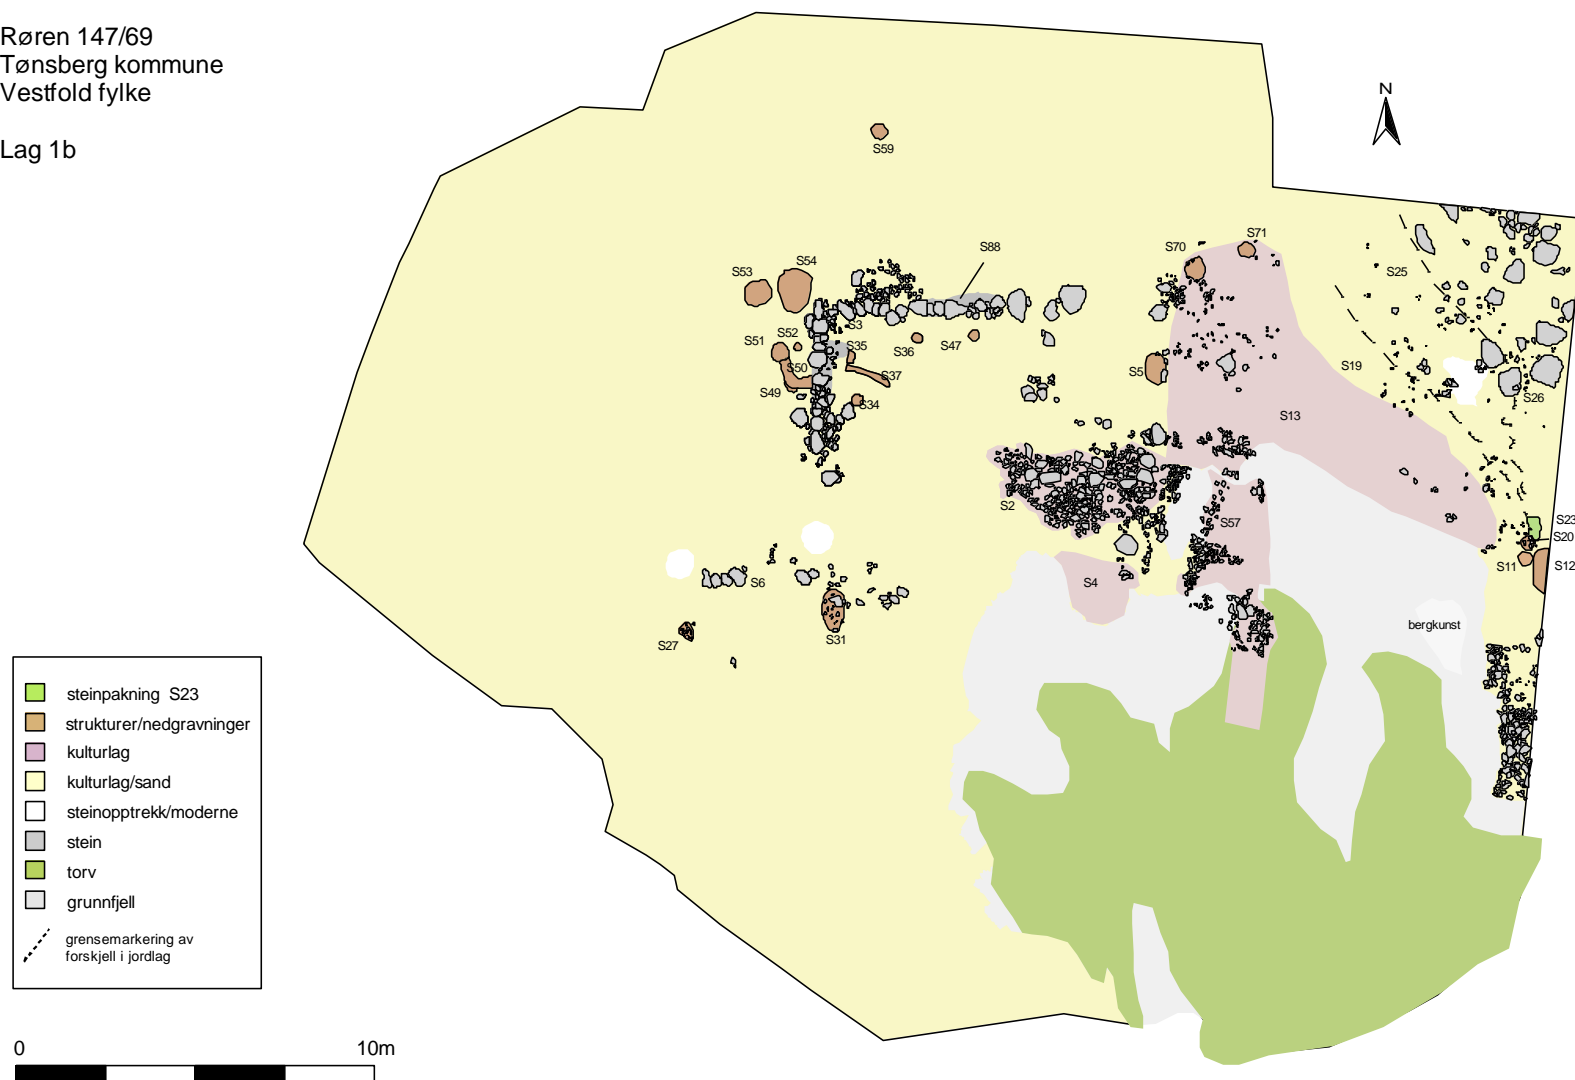 Røren 147/69
Tønsberg kommune
Vestfold fylke
Lag 1b
N
S59
S88
S70
S71
S53
S54
S25
S3
S52
S51
S35
S36
S47
S50
S37
S5
S19
S49
S34
S26
S13
S2
S57
S23
S20
S11
S12
S6
S4
S31
S27
bergkunst
steinpakning S23
strukturer/nedgravninger
kulturlag
kulturlag/sand
steinopptrekk/moderne
stein
torv
grunnfjell
grensemarkering av
forskjell i jordlag
0 10m